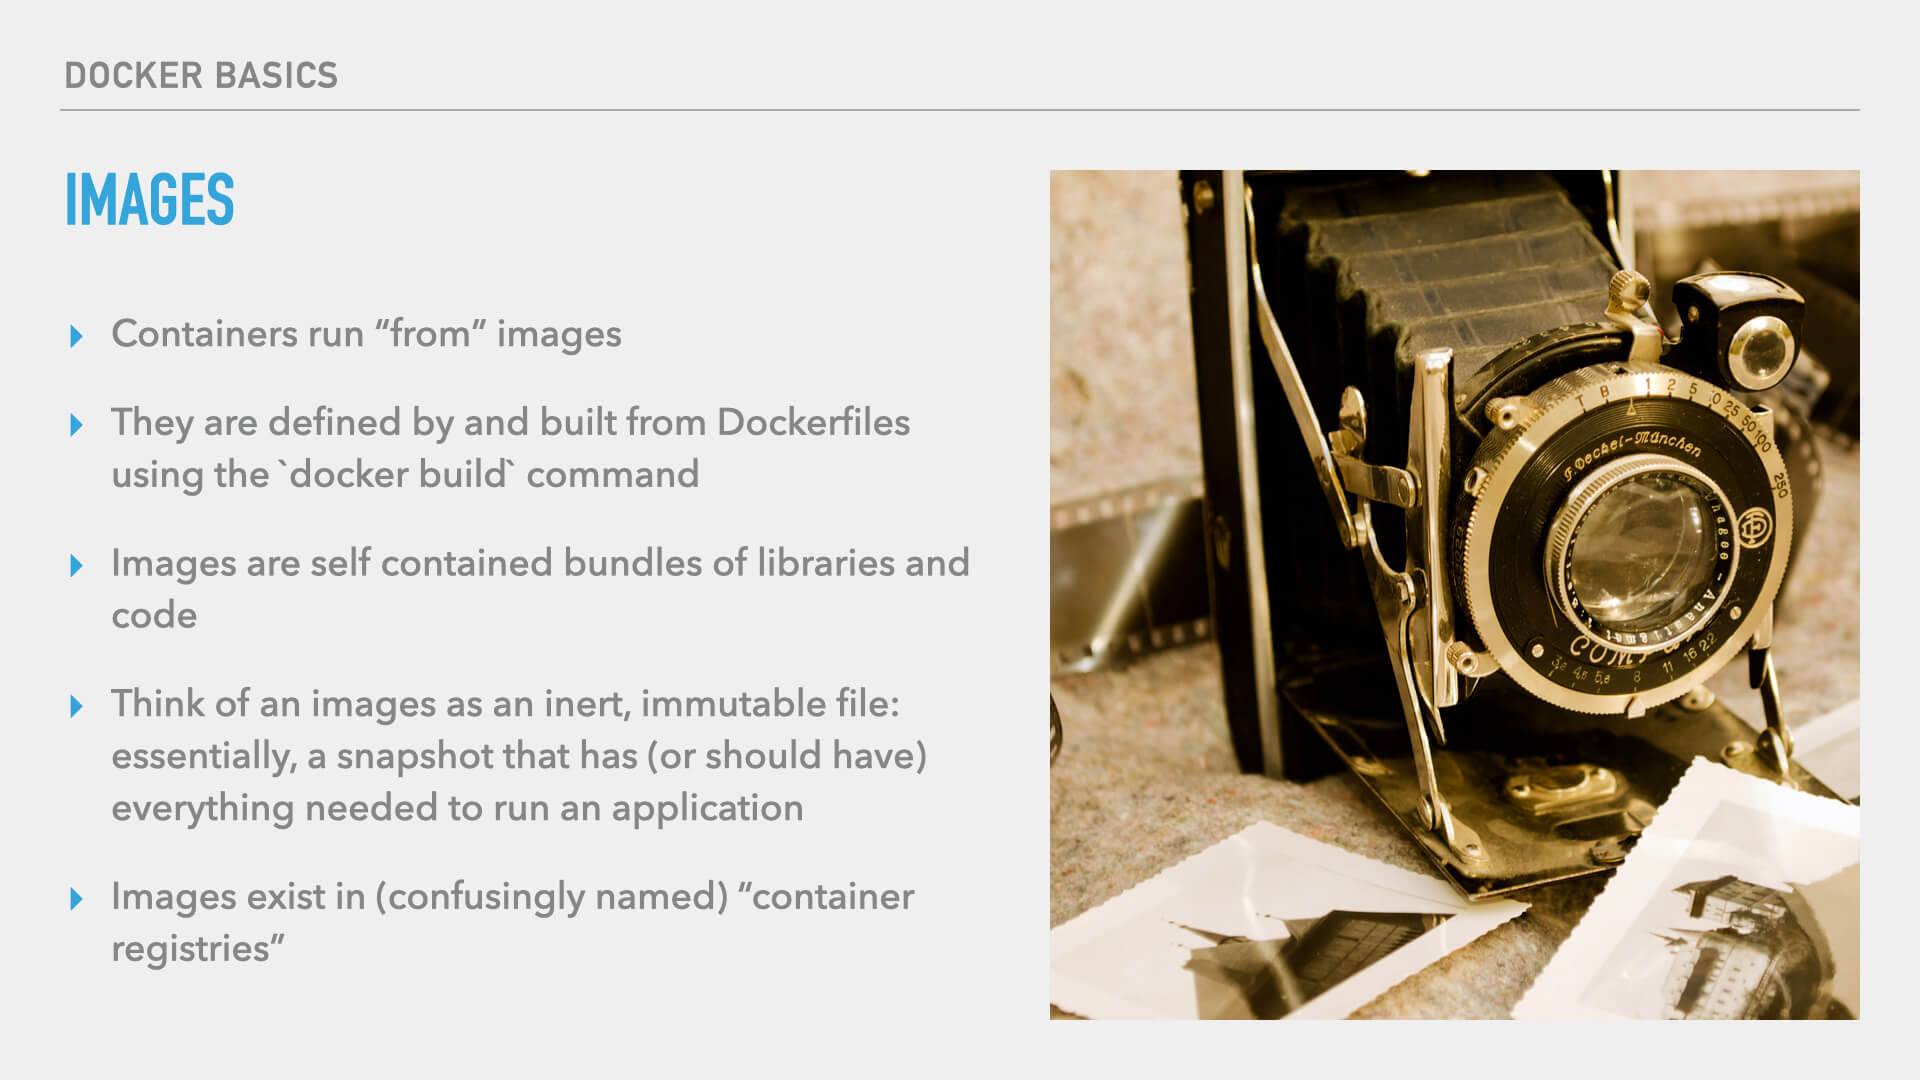 DOCKER BASICS
IMAGES
Containers run “from” images
They are defined by and built from Dockerfiles
using the `docker build` command
Images are self contained bundles of libraries and
code
Think of an images as an inert, immutable file:
essentially, a snapshot that has (or should have)
everything needed to run an application
Images exist in (confusingly named) “container
registries”
T B 1 2 5 10 25 50 100 250
F. Deckel-München
Ihagee - Anastigmat
3,8 4,5 5,6 8 11 16 22